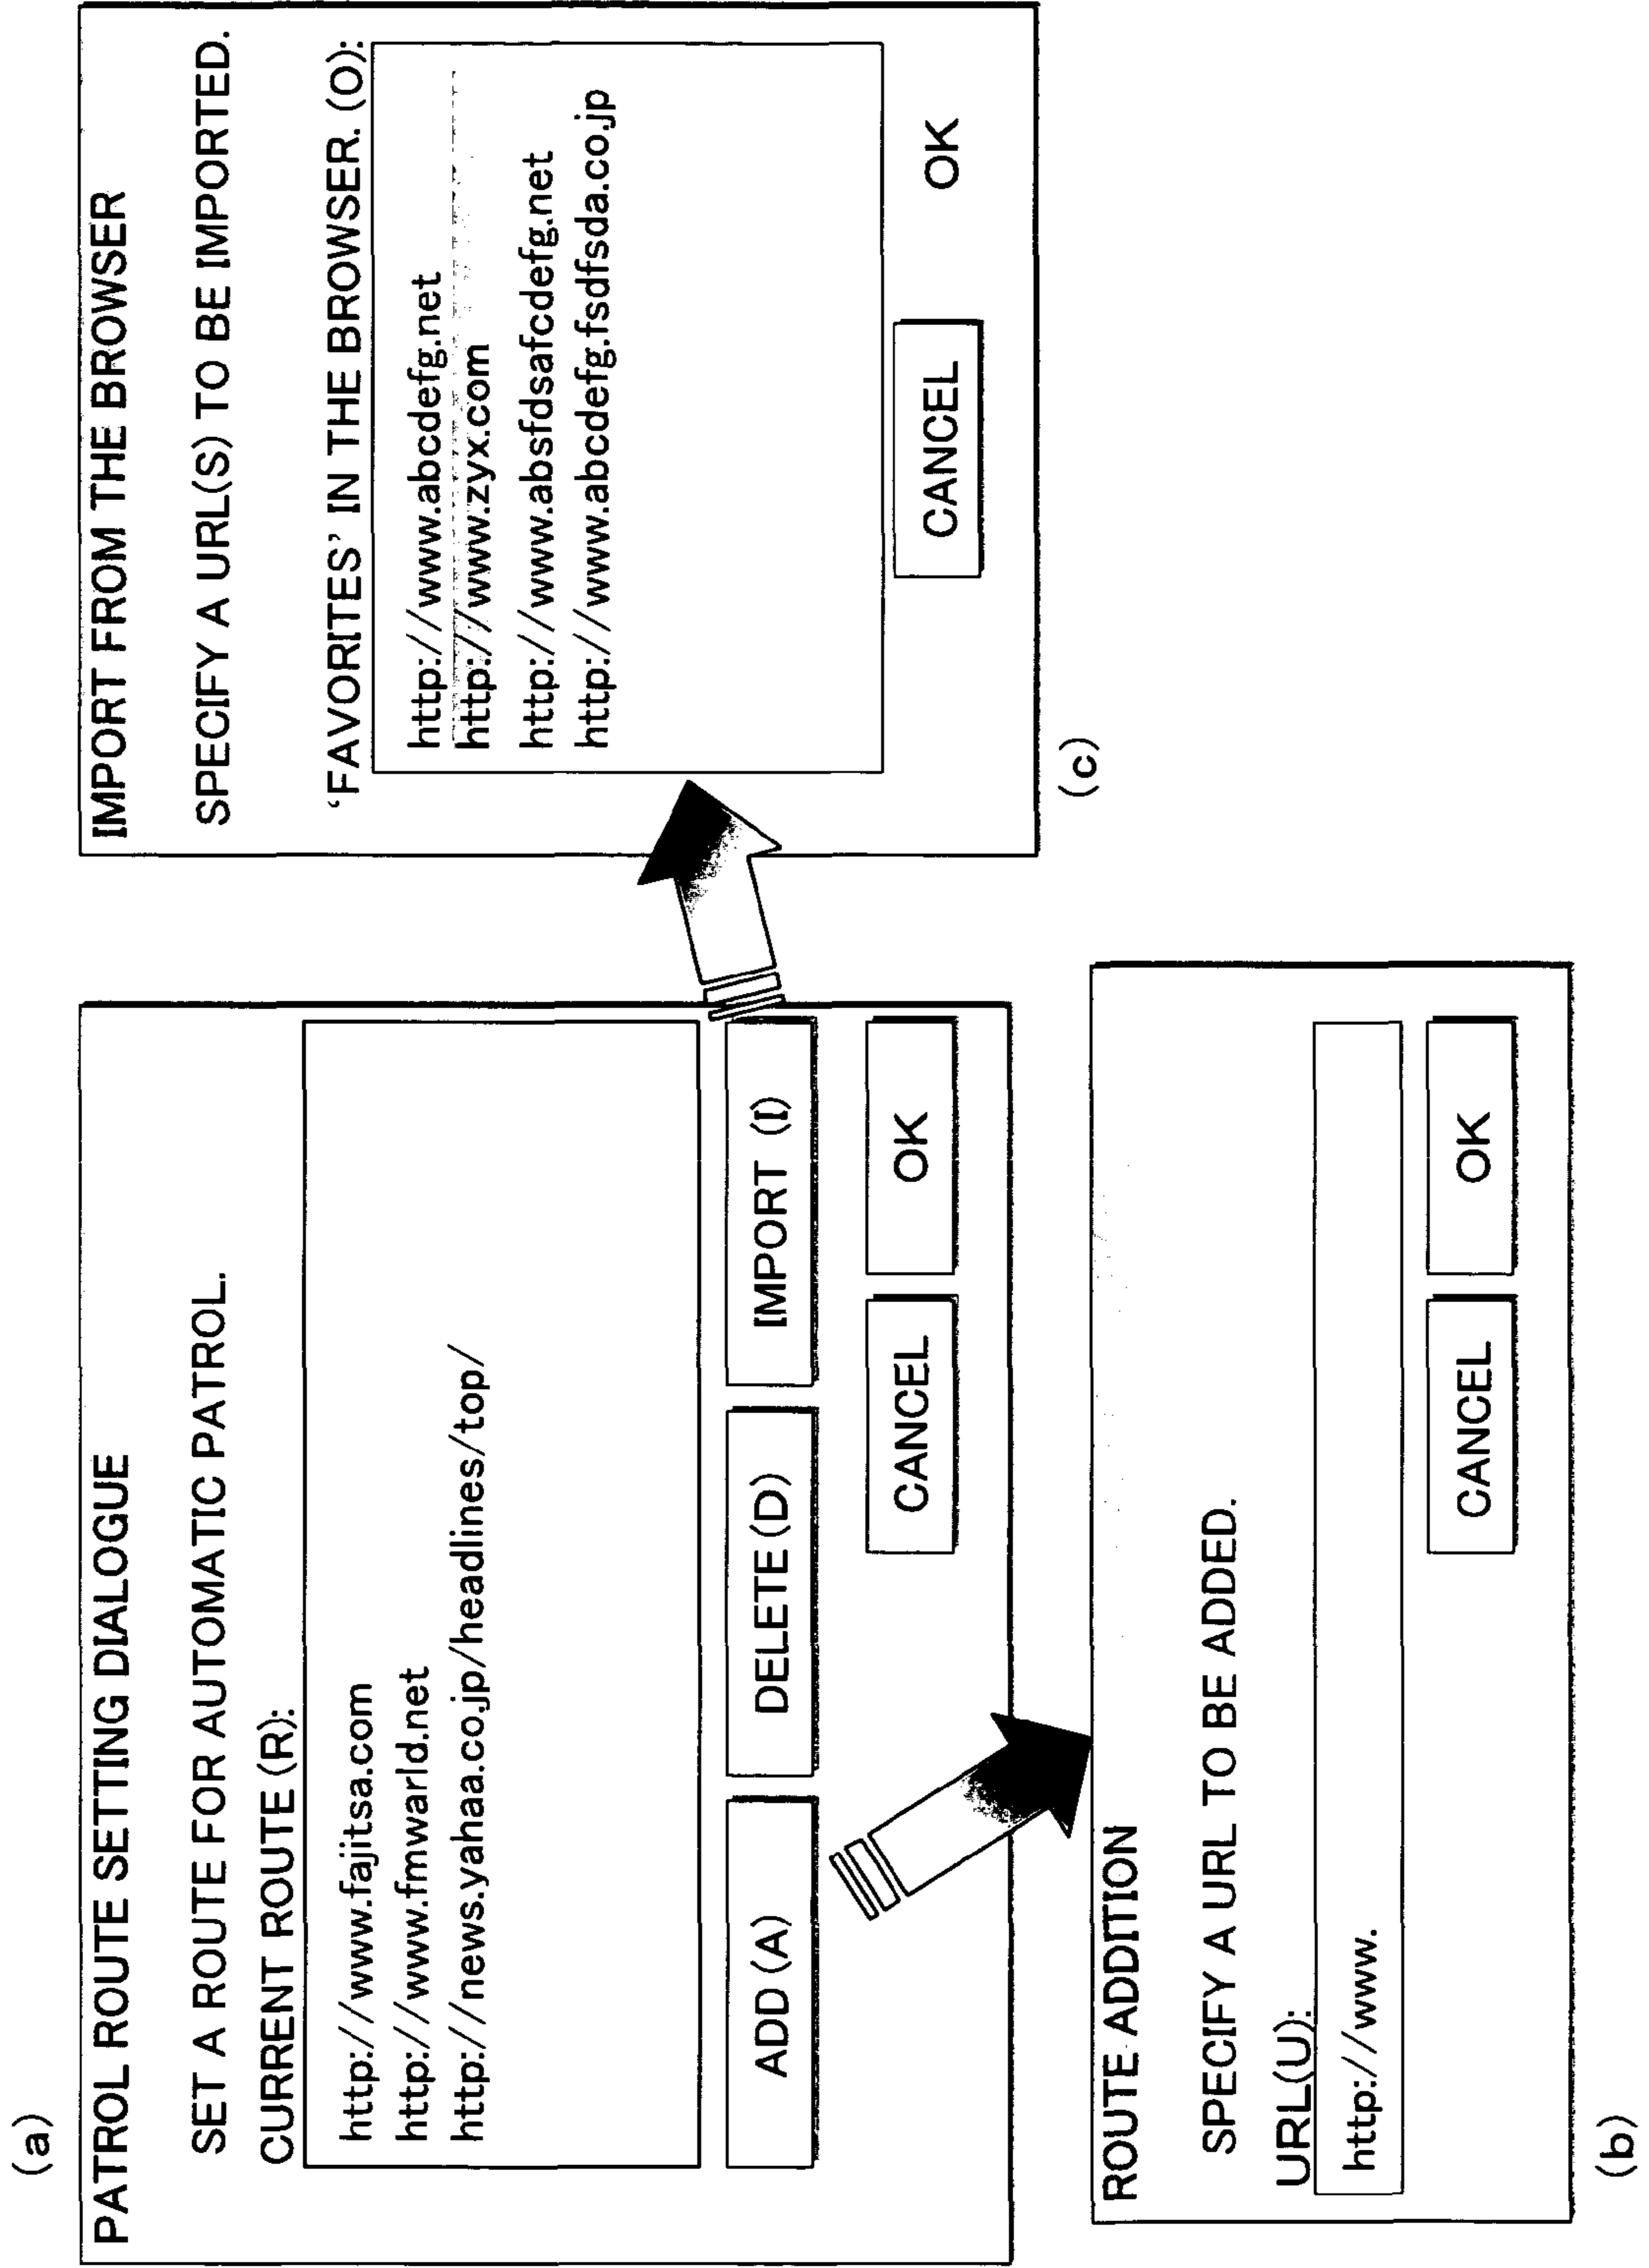 (a)
PATROL ROUTE SETTING DIALOGUE
SET A ROUTE FOR AUTOMATIC PATROL.
CURRENT ROUTE (R):
http://www.fajitsa.com
http://www.fmwarld.net
http://news.yahaa.co.jp/headlines/top/
ADD (A)
DELETE (D)
IMPORT (I)
CANCEL
OK
ROUTE ADDITION
SPECIFY A URL TO BE ADDED.
URL(U):
http://www.
CANCEL
OK
(b)
IMPORT FROM THE BROWSER
SPECIFY A URL(S) TO BE IMPORTED.
‘FAVORITES’ IN THE BROWSER. (O):
http://www.abcdefg.net
http://www.zyx.com
http://www.absfdsafcdefg.net
http://www.abcdefg.fsdfsda.co.jp
CANCEL
OK
(c)